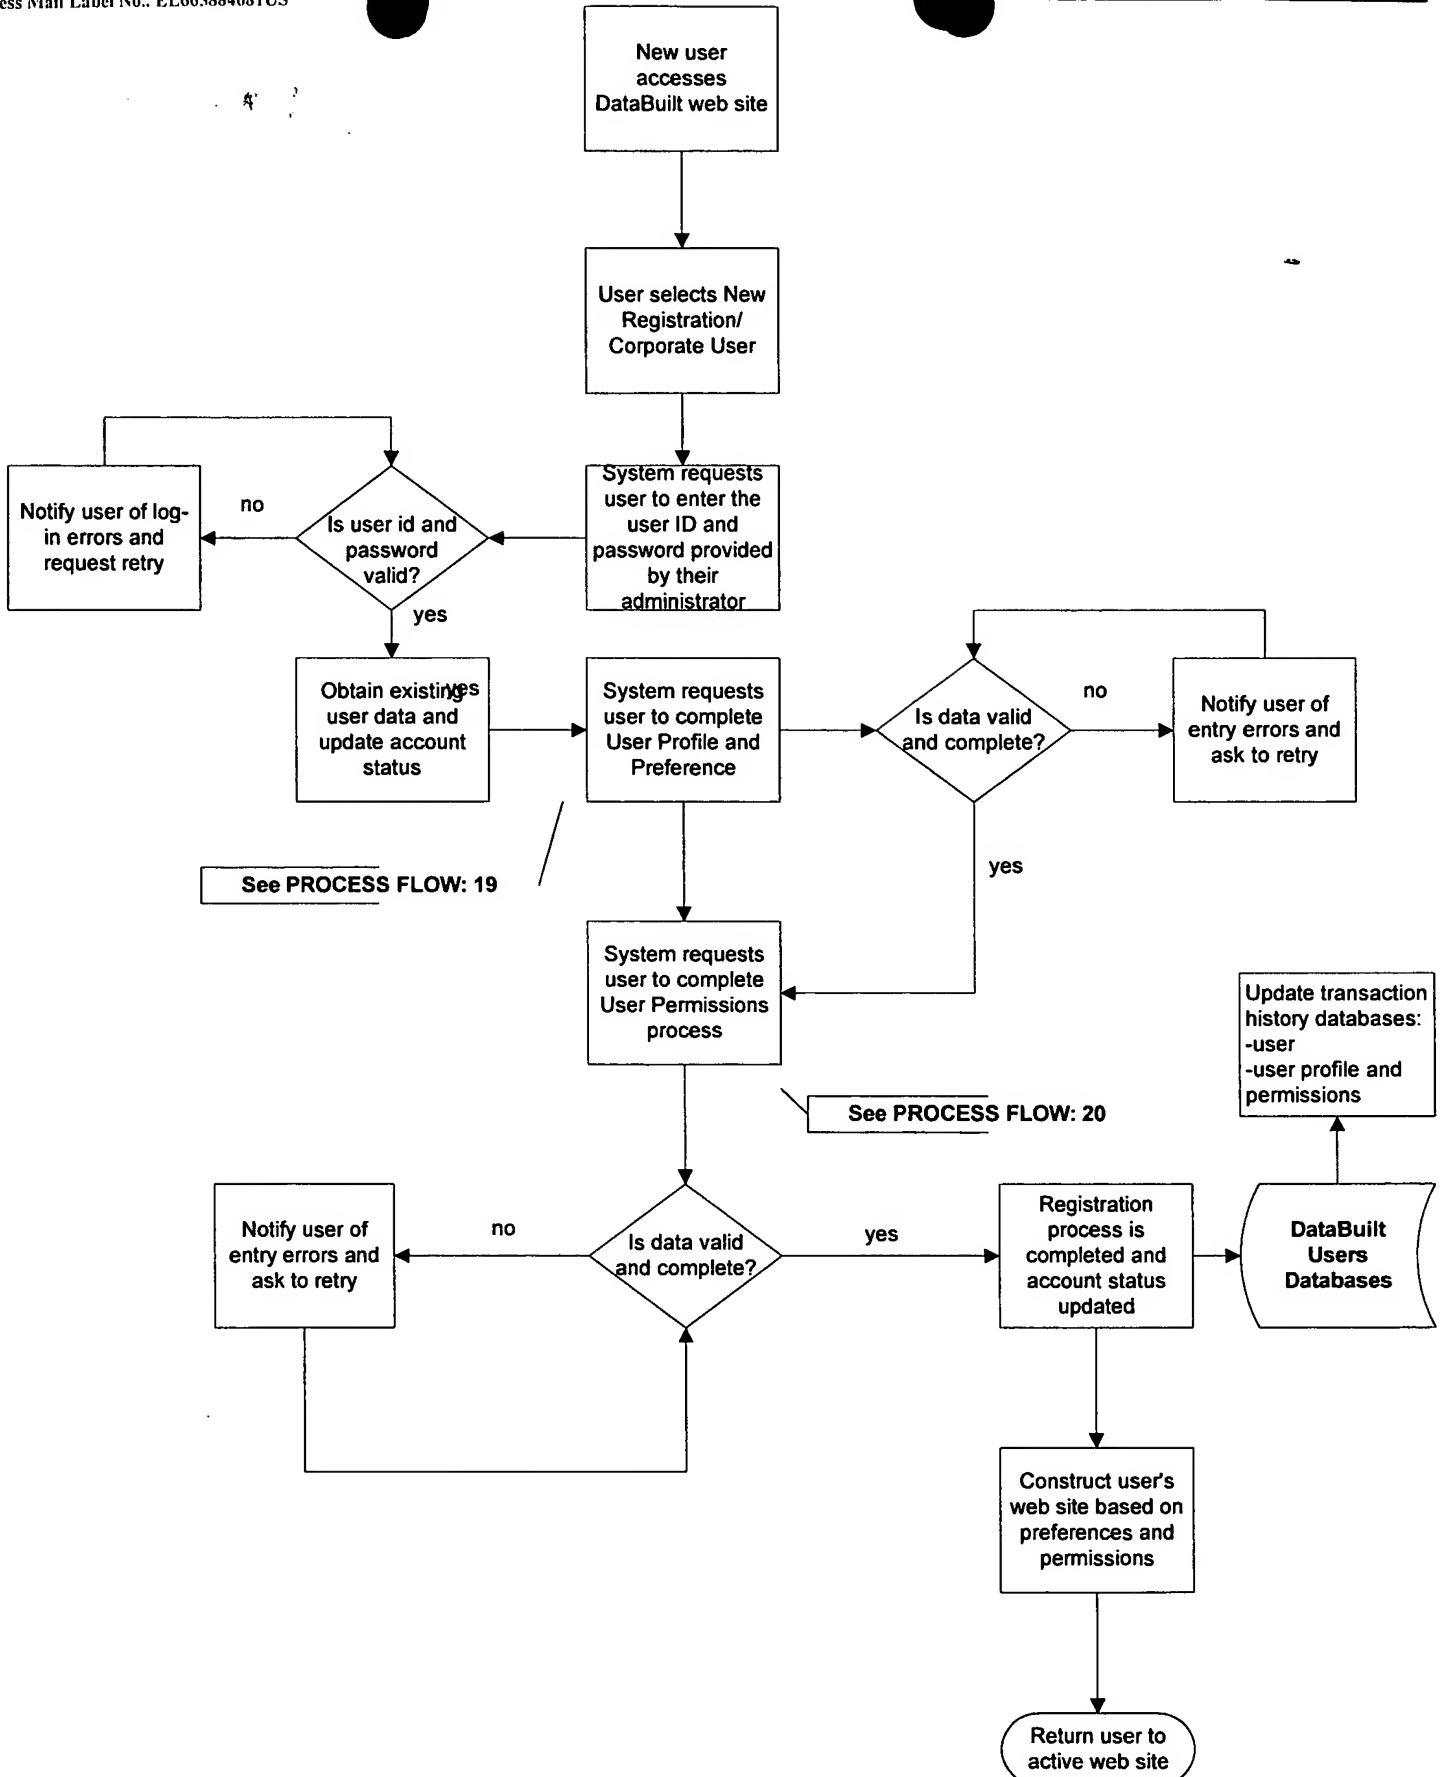 ess Mail Label No.: EL665884081US
New user
accesses
DataBuilt web site
User selects New
Registration/
Corporate User
System requests
user to enter the
user ID and
password provided
by their
administrator
Is user id and
password
valid?
no
Notify user of log-
in errors and
request retry
yes
Obtain existing
user data and
update account
status
yes
System requests
user to complete
User Profile and
Preference
Is data valid
and complete?
no
Notify user of
entry errors and
ask to retry
yes
See PROCESS FLOW: 19
System requests
user to complete
User Permissions
process
See PROCESS FLOW: 20
Update transaction
history databases:
-user
-user profile and
permissions
Notify user of
entry errors and
ask to retry
no
Is data valid
and complete?
yes
Registration
process is
completed and
account status
updated
DataBuilt
Users
Databases
Construct user's
web site based on
preferences and
permissions
Return user to
active web site